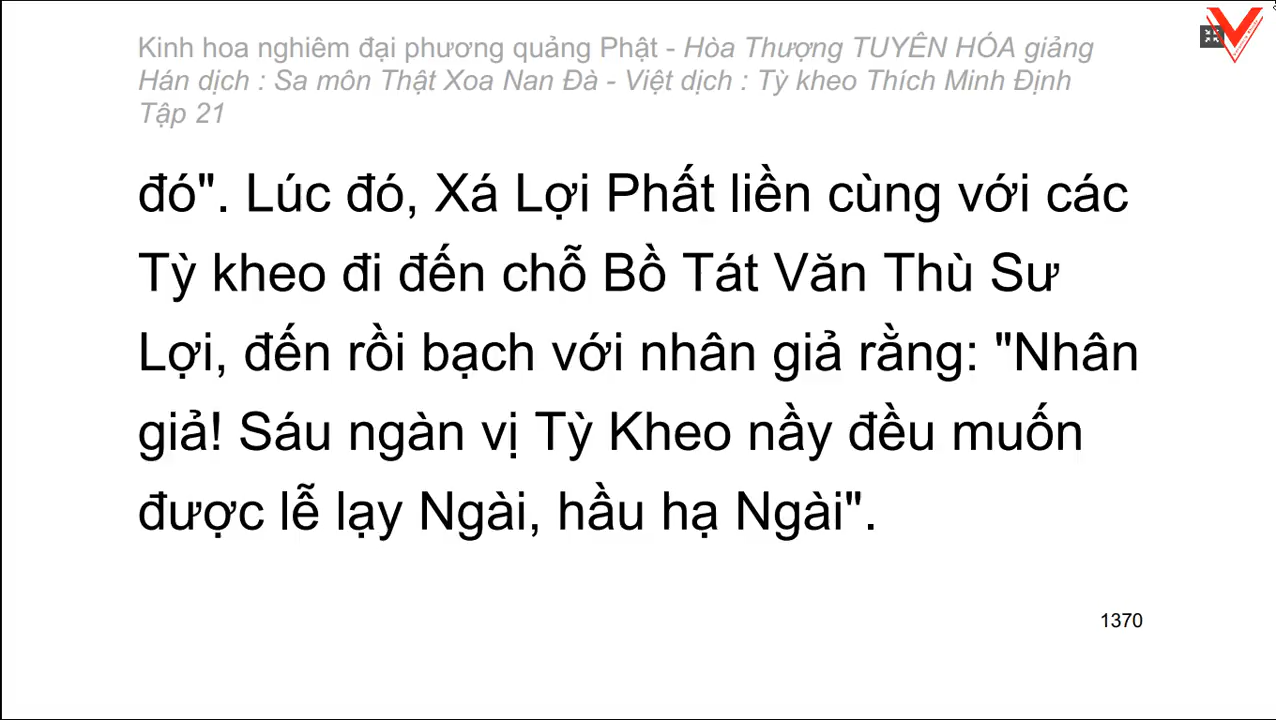 Kinh hoa nghiêm đại phương quảng Phật - Hòa Thượng TUYÊN HÓA giảng
Hán dịch : Sa môn Thật Xoa Nan Đà - Việt dịch : Tỳ kheo Thích Minh Định
Tập 21
đó". Lúc đó, Xá Lợi Phất liền cùng với các
Tỳ kheo đi đến chỗ Bồ Tát Văn Thù Sư
Lợi, đến rồi bạch với nhân giả rằng: "Nhân
giả! Sáu ngàn vị Tỳ Kheo nầy đều muốn
được lễ lạy Ngài, hầu hạ Ngài".
1370